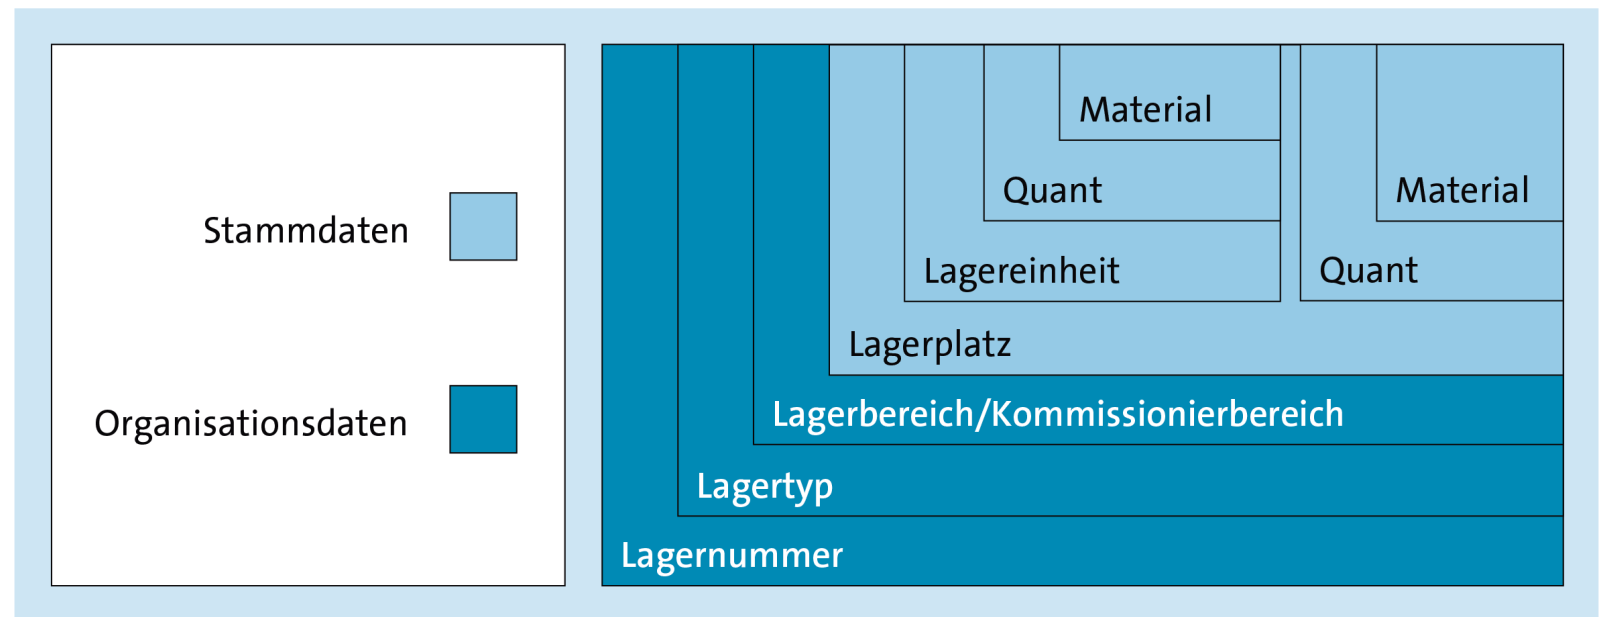 Stammdaten
Organisationsdaten
Material
Quant
Material
Lagereinheit
Quant
Lagerplatz
Lagerbereich/Kommissionierbereich
Lagertyp
Lagernummer